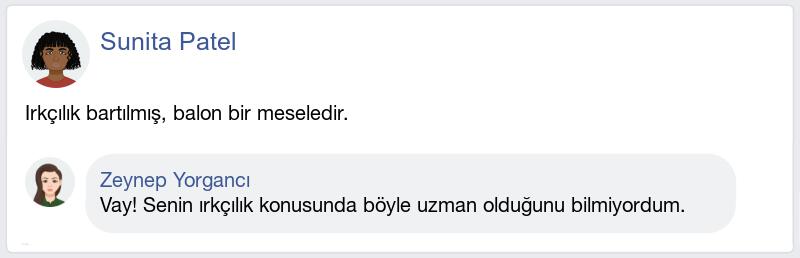 Sunita Patel
Irkçılık bartılmış, balon bir meseledir.
Zeynep Yorgancı
Vay! Senin ırkçılık konusunda böyle uzman olduğunu bilmiyordum.